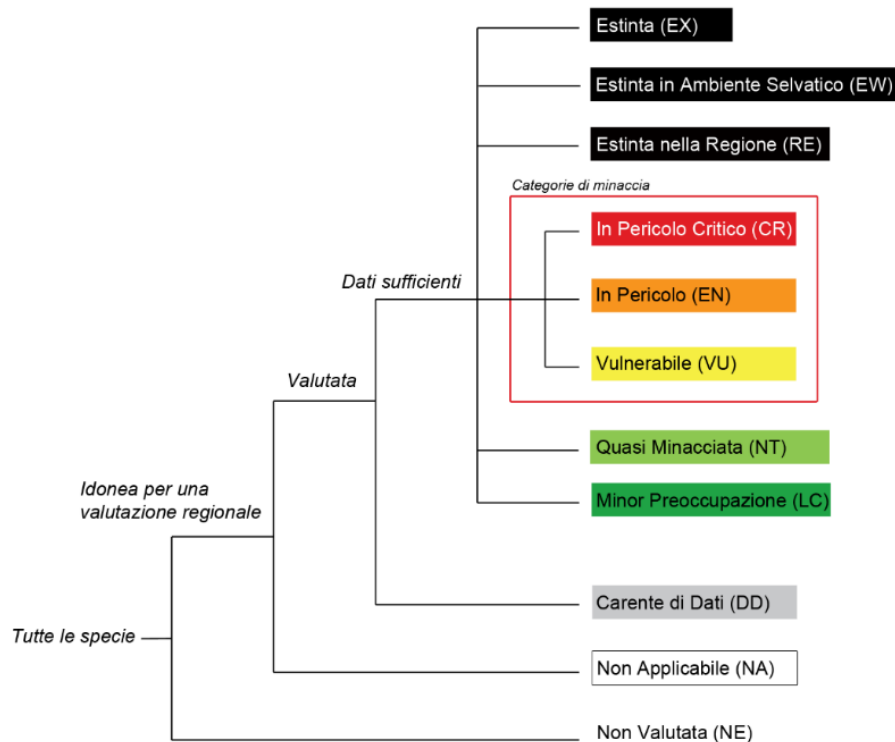 Estinta (EX)
Estinta in Ambiente Selvatico (EW)
Estinta nella Regione (RE)
Categorie di minaccia
In Pericolo Critico (CR)
Dati sufficienti
In Pericolo (EN)
Vulnerabile (VU)
Valutata
Quasi Minacciata (NT)
Idonea per una
valutazione regionale
Minor Preoccupazione (LC)
Carente di Dati (DD)
Tutte le specie
Non Applicabile (NA)
Non Valutata (NE)